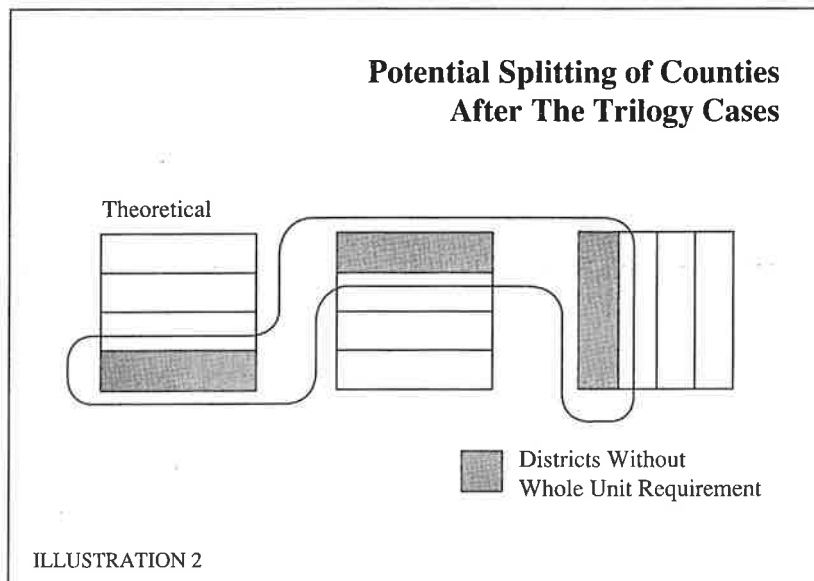 Potential Splitting of Counties
After The Trilogy Cases
Theoretical
Districts Without
Whole Unit Requirement
ILLUSTRATION 2